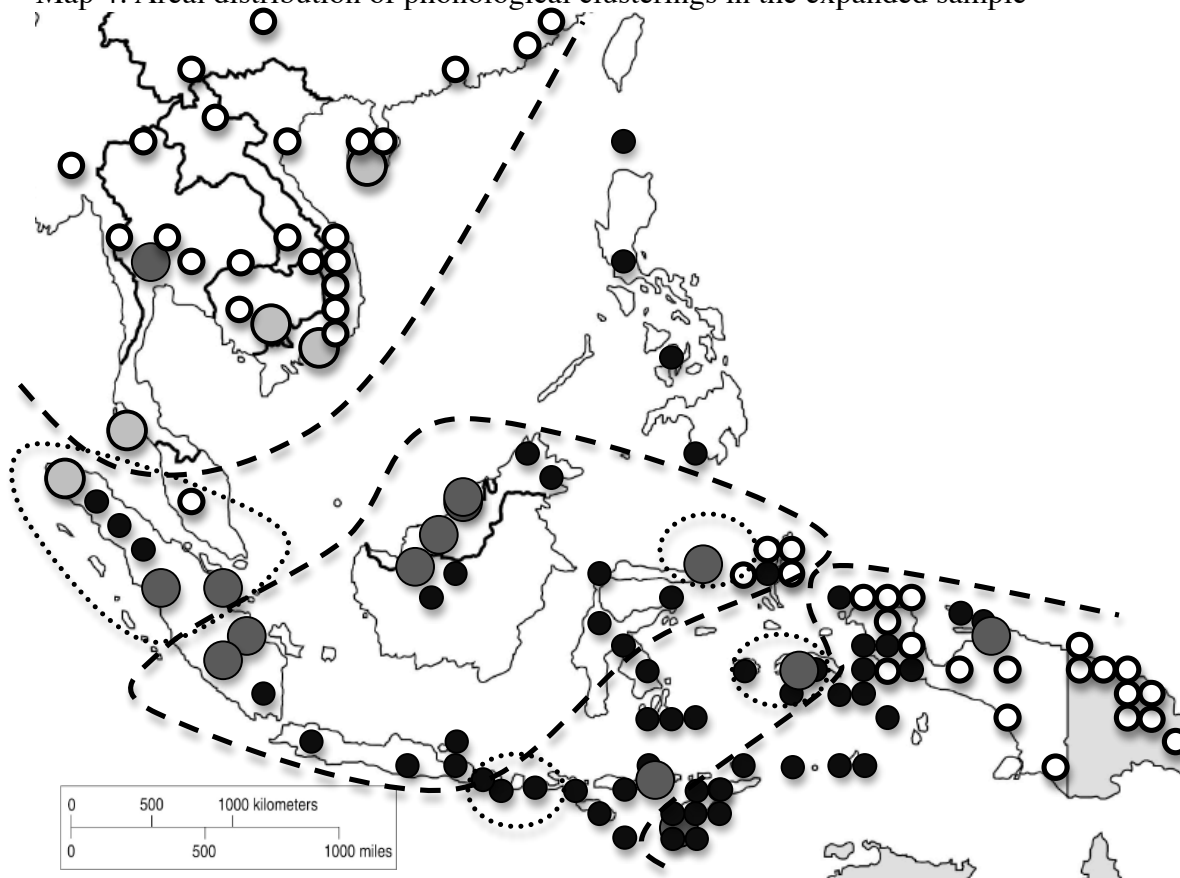 Map 4. Areal distribution of phonological clusterings in the expanded sample
0 500 1000 kilometers
0 500 1000 miles